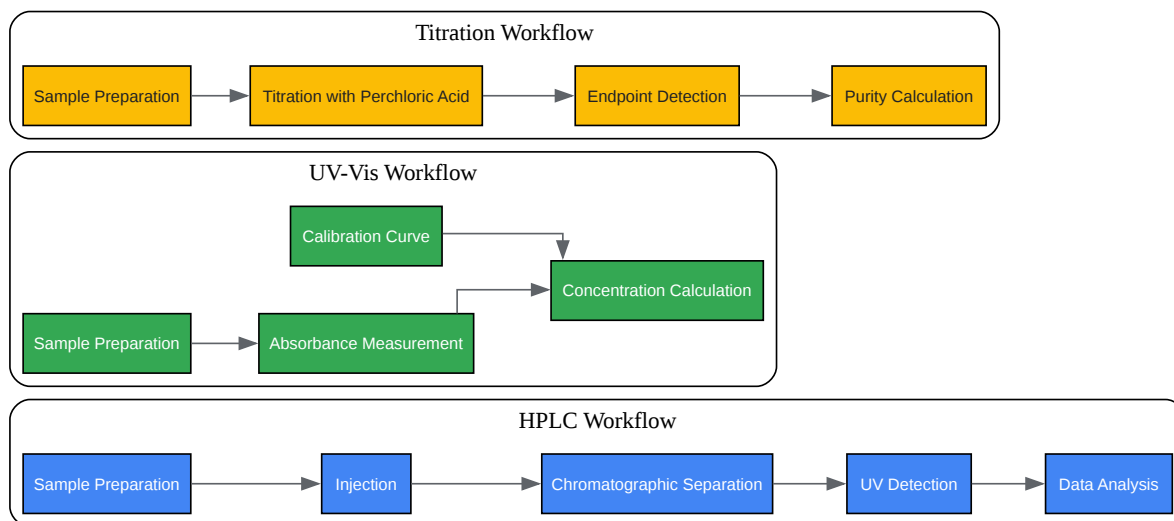 Titration Workflow
Sample Preparation
Titration with Perchloric Acid
Endpoint Detection
Purity Calculation
UV-Vis Workflow
Calibration Curve
Concentration Calculation
Sample Preparation
Absorbance Measurement
HPLC Workflow
Sample Preparation
Injection
Chromatographic Separation
UV Detection
Data Analysis